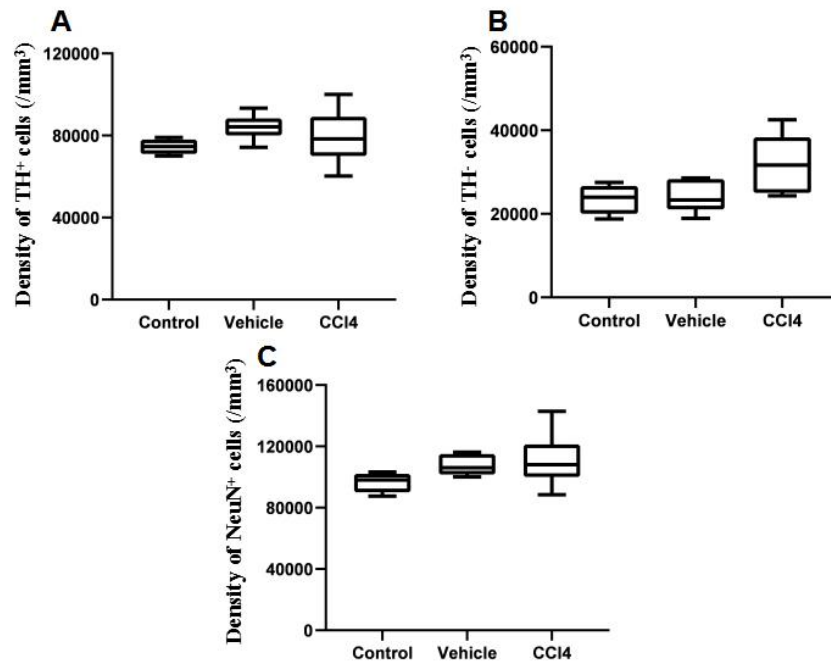 A
Density of TH⁺ cells (/mm³)
120000
80000
40000
0
Control Vehicle CCl4
B
Density of TH⁻ cells (/mm³)
60000
40000
20000
0
Control Vehicle CCl4
C
Density of NeuN⁺ cells (/mm³)
160000
120000
80000
40000
0
Control Vehicle CCl4